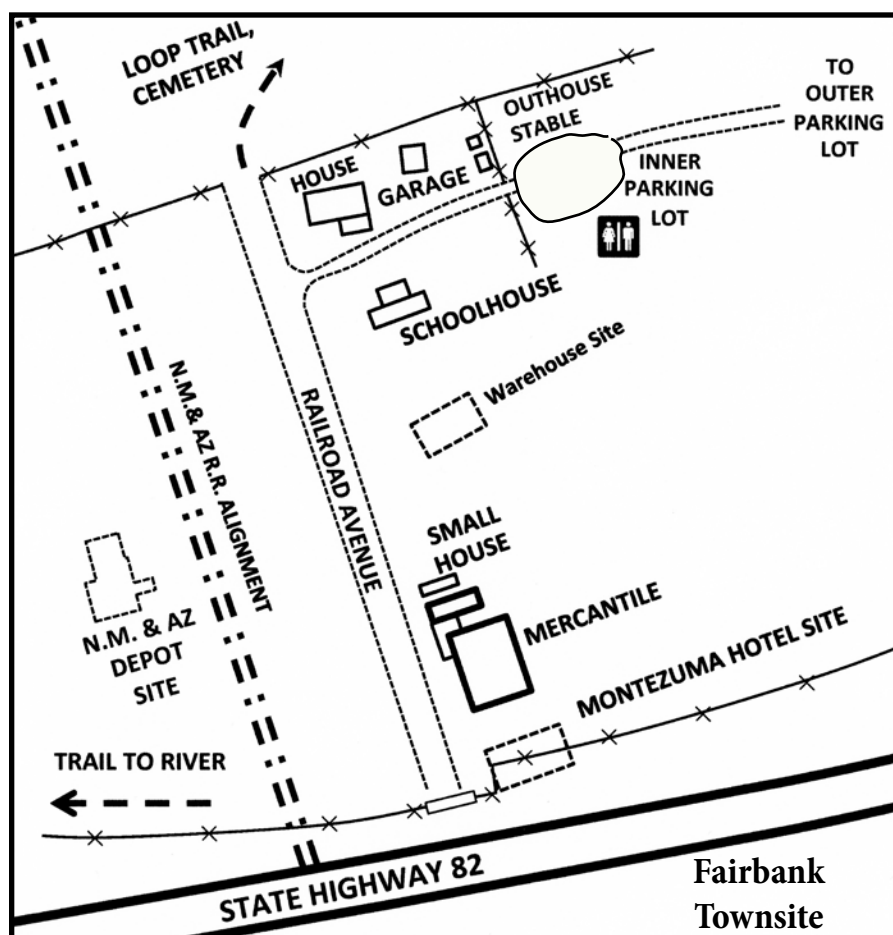 LOOP TRAIL,
CEMETERY
OUTHOUSE
STABLE
TO
OUTER
PARKING
LOT
HOUSE
GARAGE
INNER
PARKING
LOT
SCHOOLHOUSE
Warehouse Site
N.M.& AZ R.R. ALIGNMENT
RAILROAD AVENUE
SMALL
HOUSE
MERCANTILE
N.M. & AZ
DEPOT
SITE
MONTEZUMA HOTEL SITE
TRAIL TO RIVER
STATE HIGHWAY 82
Fairbank
Townsite